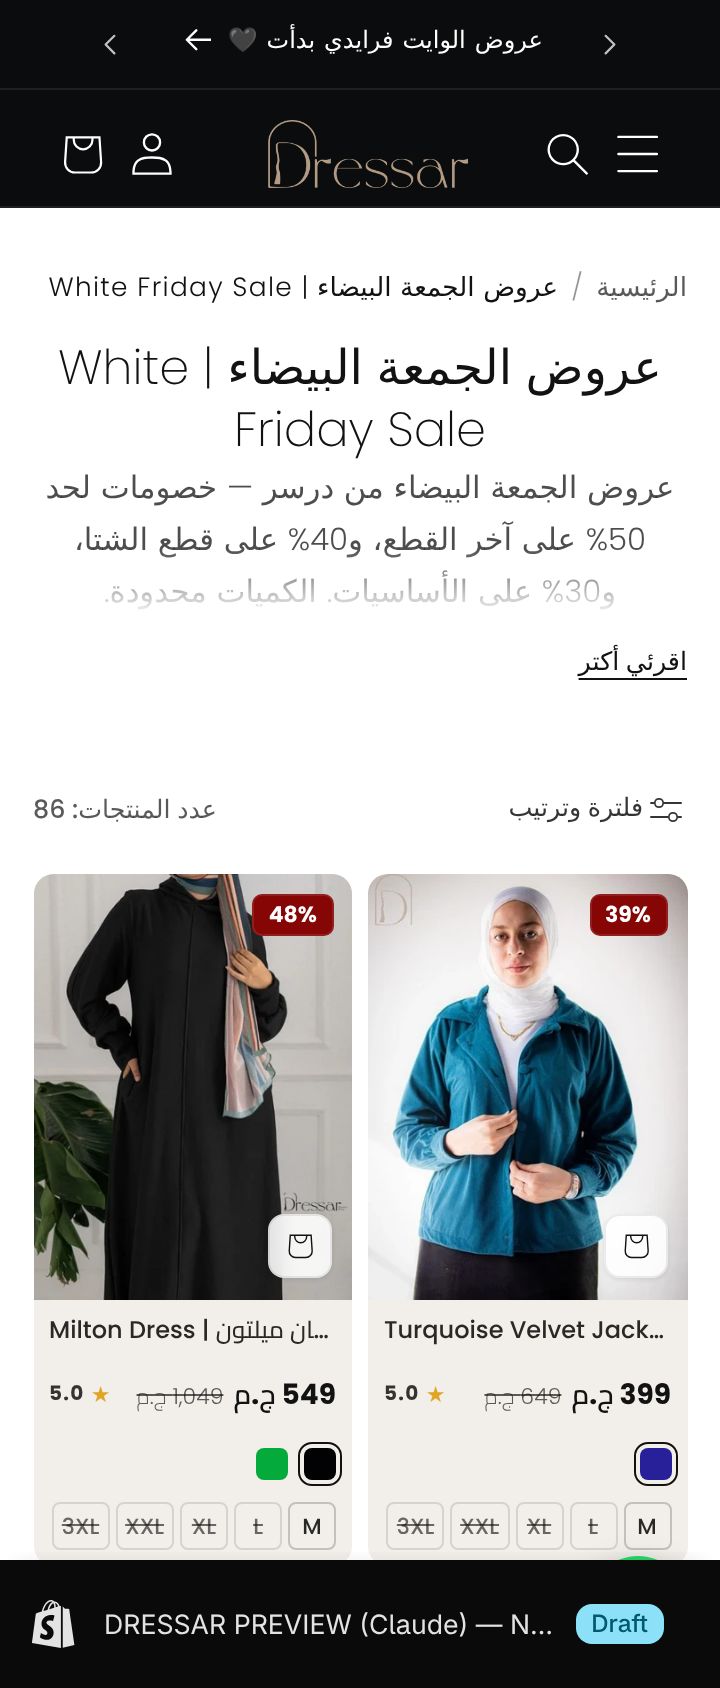 عروض الوايت فرايدي بدأت 🖤 ←
Dressar
الرئيسية / عروض الجمعة البيضاء | White Friday Sale
عروض الجمعة البيضاء | White
Friday Sale
عروض الجمعة البيضاء من درسر — خصومات لحد
50% على آخر القطع، و40% على قطع الشتا،
و30% على الأساسيات. الكميات محدودة.
اقرئي أكتر
فلترة وترتيب
عدد المنتجات: 86
39%
Turquoise Velvet Jack...
399 ج.م 649 ج.م 5.0 ★
M L XL XXL 3XL
48%
Dressar
Milton Dress | ان ميلتون...
549 ج.م 1,049 ج.م 5.0 ★
M L XL XXL 3XL
DRESSAR PREVIEW (Claude) — N...
Draft